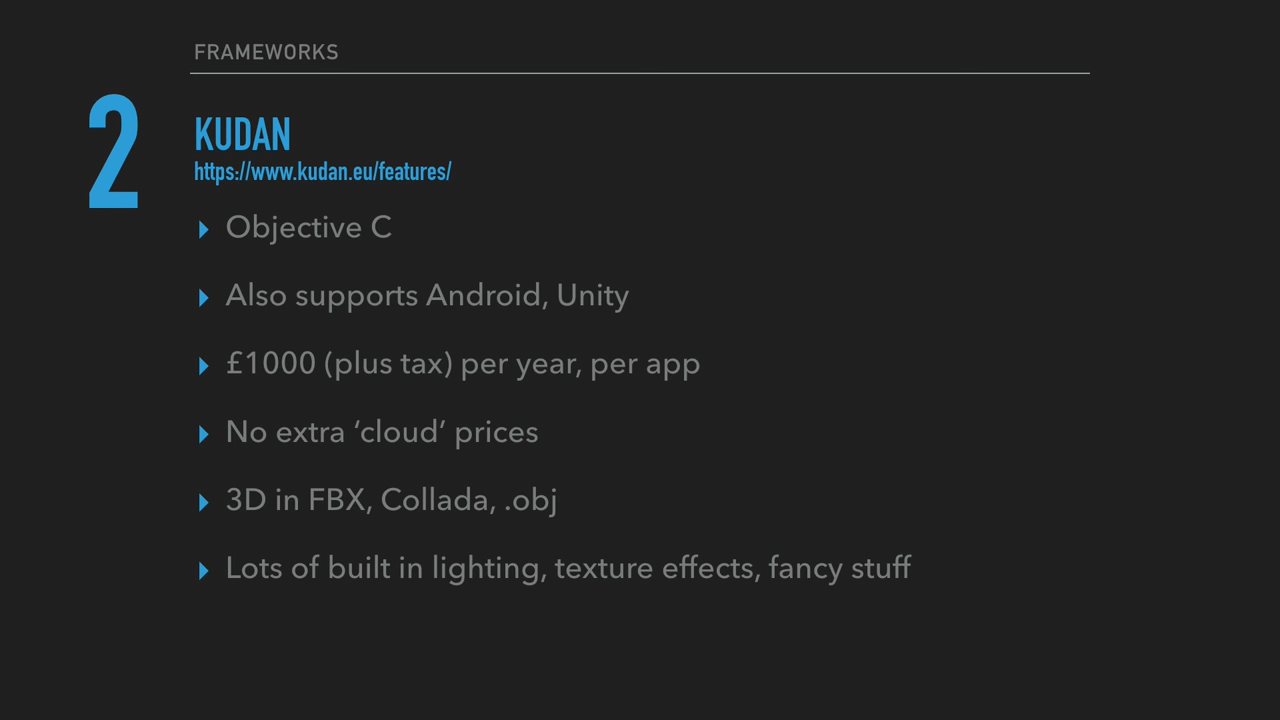 FRAMEWORKS
2
KUDAN
https://www.kudan.eu/features/
▸ Objective C
▸ Also supports Android, Unity
▸ £1000 (plus tax) per year, per app
▸ No extra ‘cloud’ prices
▸ 3D in FBX, Collada, .obj
▸ Lots of built in lighting, texture effects, fancy stuff